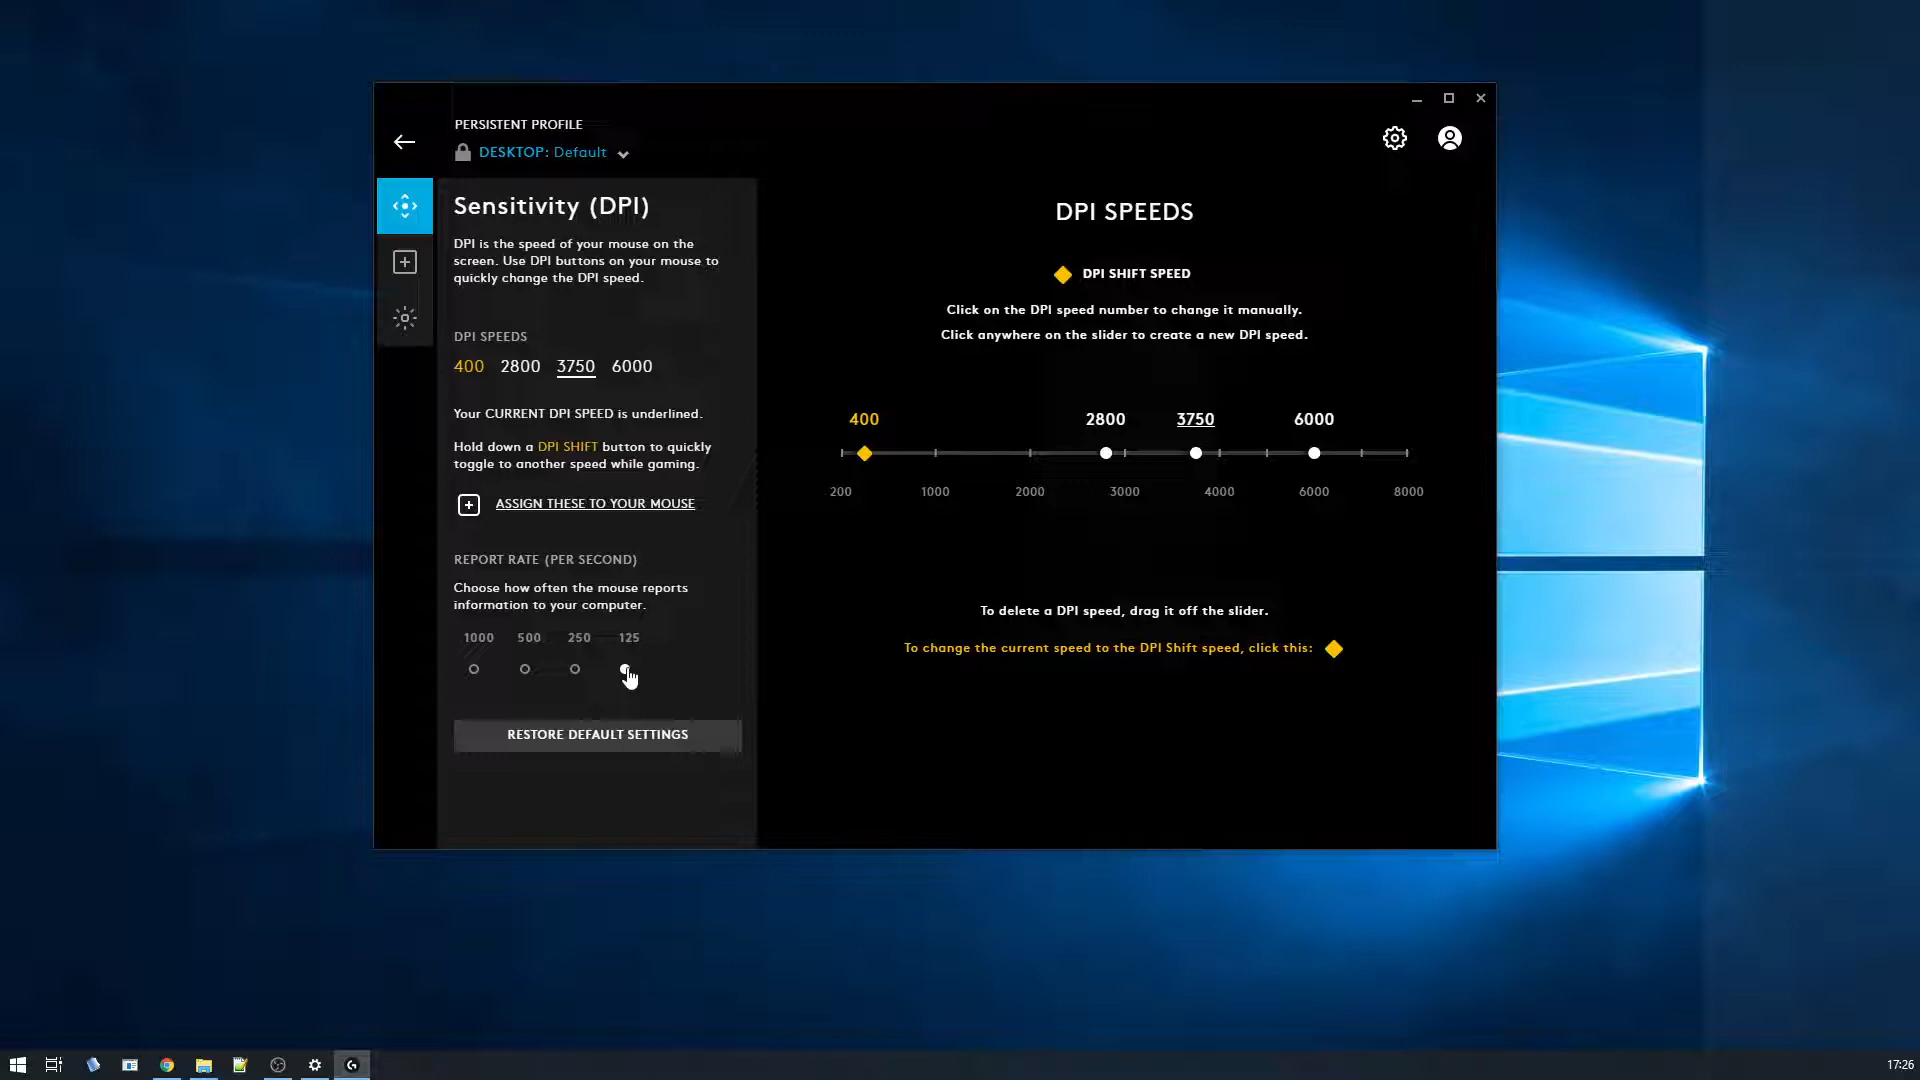 PERSISTENT PROFILE
DESKTOP: Default
Sensitivity (DPI)
DPI is the speed of your mouse on the
screen. Use DPI buttons on your mouse to
quickly change the DPI speed.
DPI SPEEDS
400 2800 3750 6000
Your CURRENT DPI SPEED is underlined.
Hold down a DPI SHIFT button to quickly
toggle to another speed while gaming.
ASSIGN THESE TO YOUR MOUSE
REPORT RATE (PER SECOND)
Choose how often the mouse reports
information to your computer.
1000 500 250 125
RESTORE DEFAULT SETTINGS
DPI SPEEDS
DPI SHIFT SPEED
Click on the DPI speed number to change it manually.
Click anywhere on the slider to create a new DPI speed.
400 2800 3750 6000
200 1000 2000 3000 4000 6000 8000
To delete a DPI speed, drag it off the slider.
To change the current speed to the DPI Shift speed, click this:
17:26